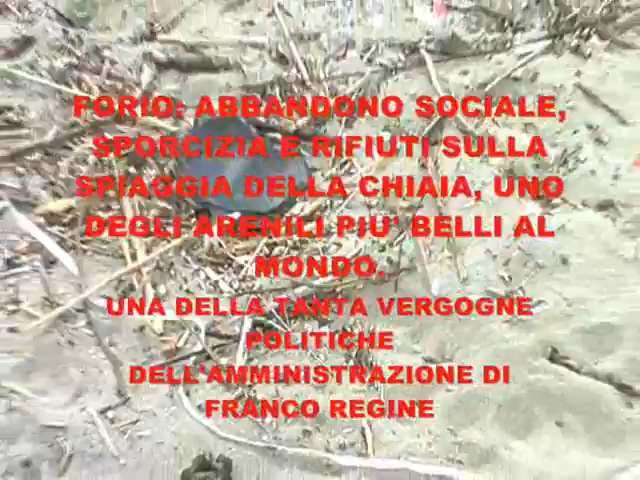 FORIO: ABBANDONO SOCIALE,
SPORCIZIA E RIFIUTI SULLA
SPIAGGIA DELLA CHIAIA, UNO
DEGLI ARENILI PIU' BELLI AL
MONDO.
UNA DELLA TANTA VERGOGNE
POLITICHE
DELL'AMMINISTRAZIONE DI
FRANCO REGINE